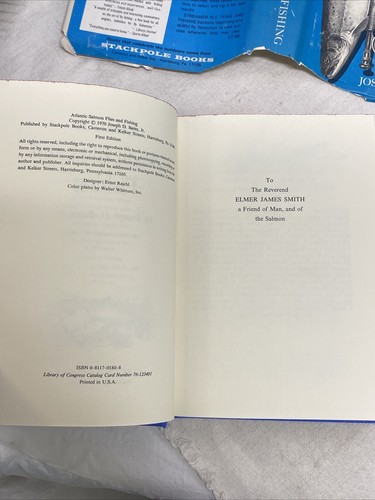 STACKPOLE BOOKS
FISHING
JOS
Atlantic Salmon Flies and Fishing
Copyright © 1970 Joseph D. Bates, Jr.
Published by Stackpole Books, Cameron and Kelker Streets, Harrisburg, Pa.
First Edition
All rights reserved, including the right to reproduce this book or portions thereof in any
form or by any means, electronic or mechanical, including photocopying, recording or
by any information storage and retrieval system, without permission in writing from the
author and publisher. All inquiries should be addressed to Stackpole Books, Cameron
and Kelker Streets, Harrisburg, Pennsylvania 17105.
Designer: Ernst Reichl
Color plates by Walter Whittum, Inc.
ISBN 0-8117-0180-8
Library of Congress Catalog Card Number 76-123401
Printed in U.S.A.
To
The Reverend
ELMER JAMES SMITH
a Friend of Man, and of
the Salmon